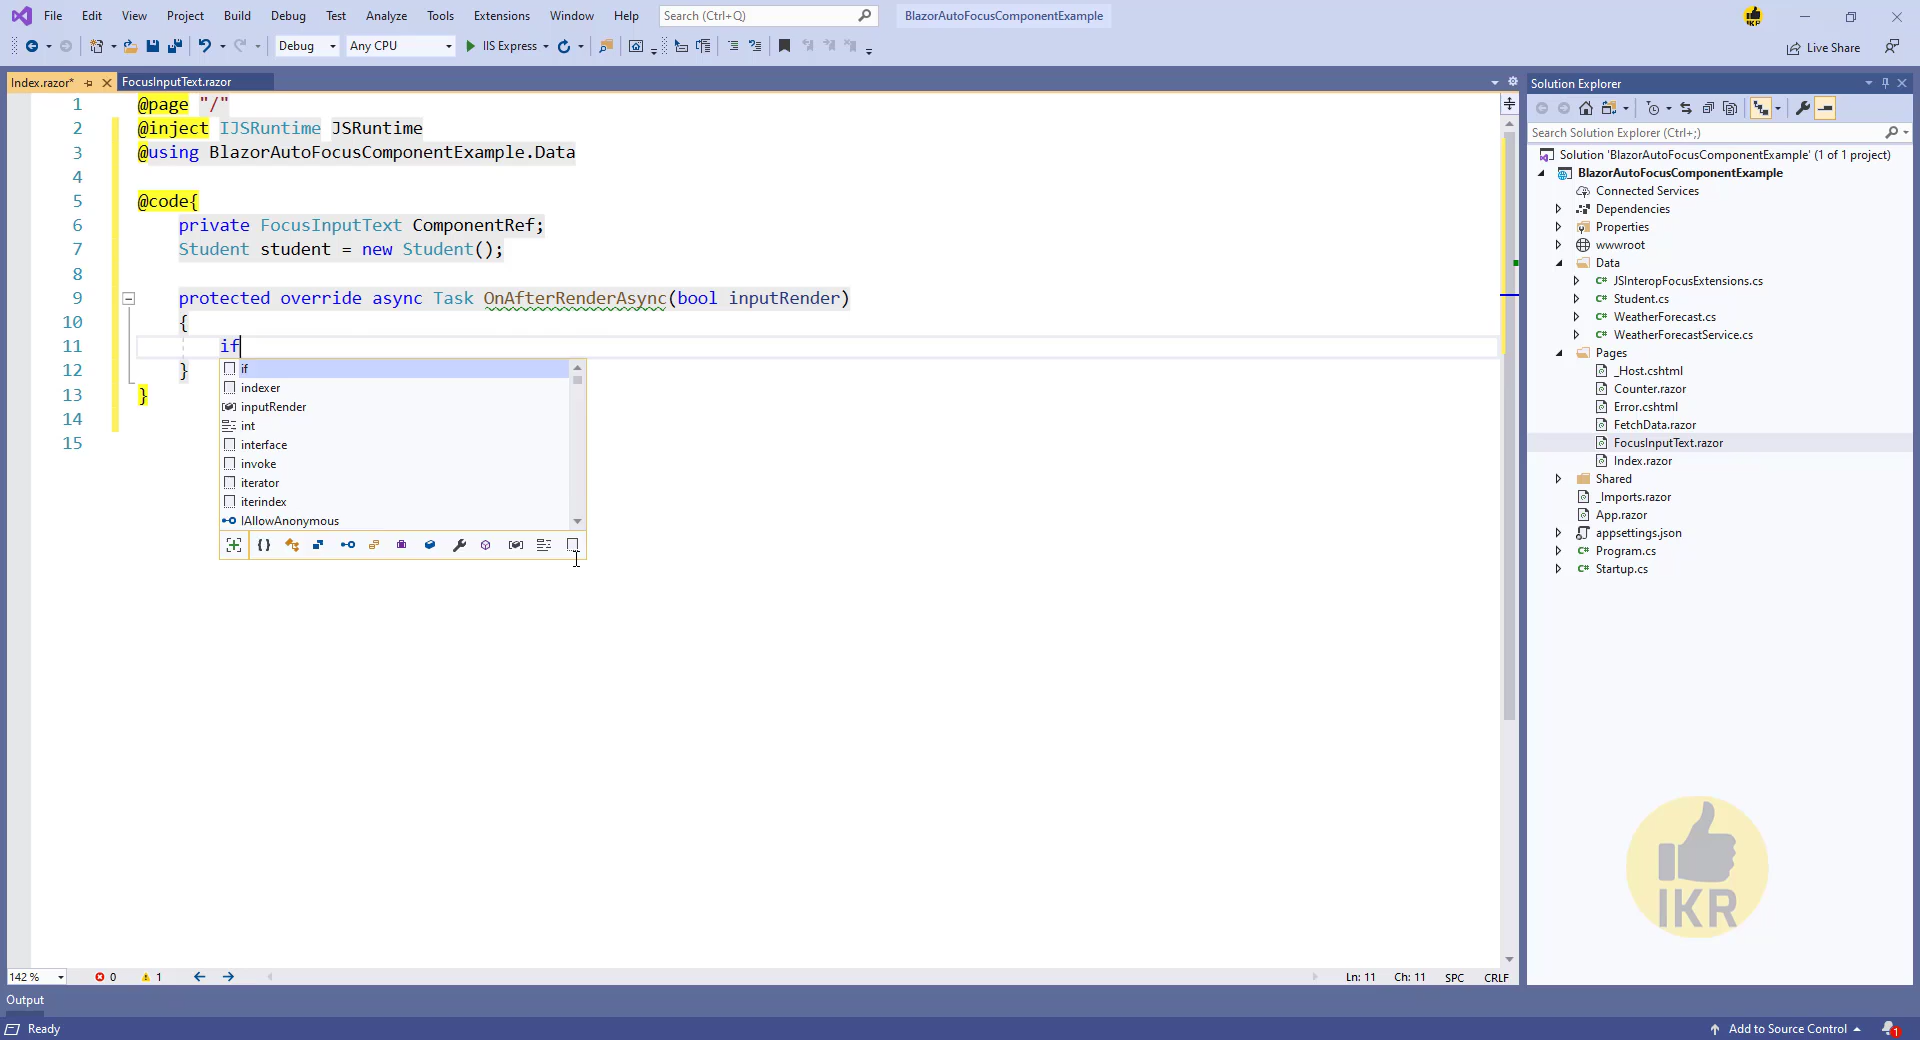 File Edit View Project Build Debug Test Analyze Tools Extensions Window Help Search (Ctrl+Q) BlazorAutoFocusComponentExample
Debug Any CPU IIS Express Live Share
Index.razor* FocusInputText.razor
1 @page "/"
2 @inject IJSRuntime JSRuntime
3 @using BlazorAutoFocusComponentExample.Data
4
5 @code{
6 private FocusInputText ComponentRef;
7 Student student = new Student();
8
9 protected override async Task OnAfterRenderAsync(bool inputRender)
10 {
11 if
12 }
13 }
14
15
if
indexer
inputRender
int
interface
invoke
iterator
iterindex
IAllowAnonymous
142 % 0 1 Ln: 11 Ch: 11 SPC CRLF
Output
Ready Add to Source Control 1
Solution Explorer
Search Solution Explorer (Ctrl+;)
Solution 'BlazorAutoFocusComponentExample' (1 of 1 project)
BlazorAutoFocusComponentExample
Connected Services
Dependencies
Properties
wwwroot
Data
C# JSInteropFocusExtensions.cs
C# Student.cs
C# WeatherForecast.cs
C# WeatherForecastService.cs
Pages
_Host.cshtml
Counter.razor
Error.cshtml
FetchData.razor
FocusInputText.razor
Index.razor
Shared
_Imports.razor
App.razor
appsettings.json
C# Program.cs
C# Startup.cs
IKR